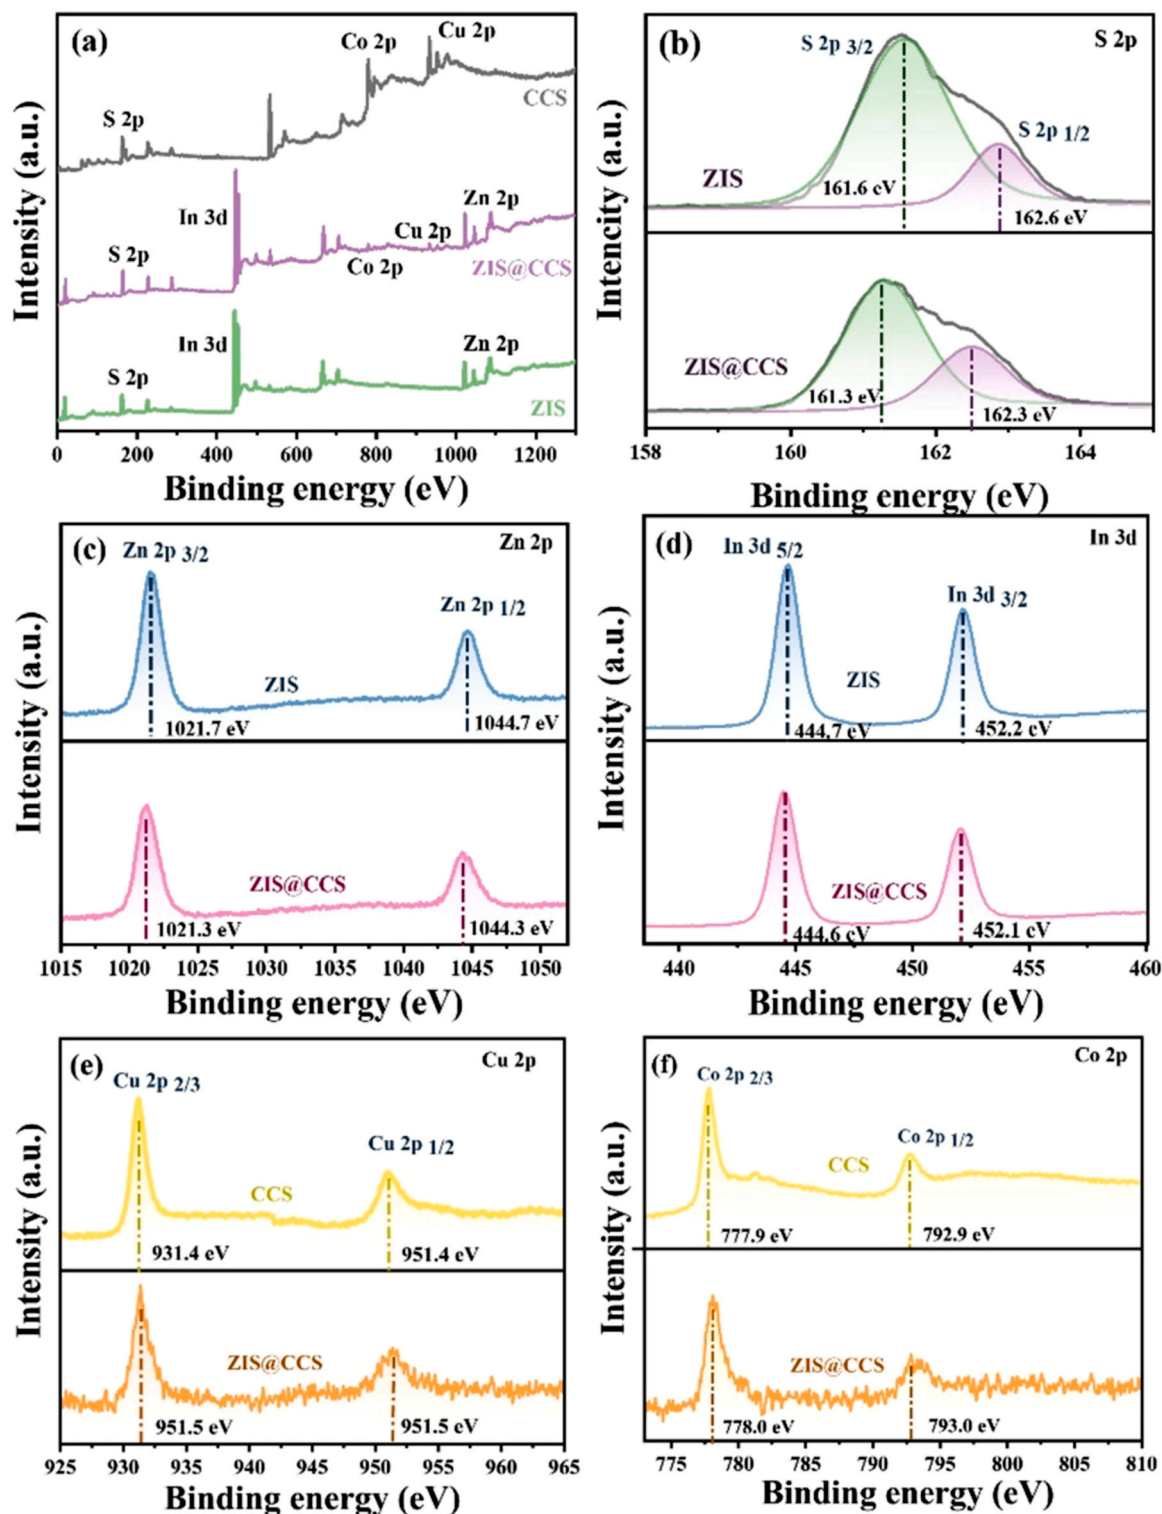 (a)
Co 2p
Cu 2p
CCS
S 2p
In 3d
Zn 2p
Cu 2p
S 2p
Co 2p
ZIS@CCS
In 3d
Zn 2p
S 2p
ZIS
0 200 400 600 800 1000 1200
Binding energy (eV)
Intensity (a.u.)
(b)
S 2p 3/2
S 2p
S 2p 1/2
ZIS
161.6 eV
162.6 eV
ZIS@CCS
161.3 eV
162.3 eV
158 160 162 164
Binding energy (eV)
Intencity (a.u.)
(c)
Zn 2p
Zn 2p 3/2
Zn 2p 1/2
ZIS
1021.7 eV
1044.7 eV
ZIS@CCS
1021.3 eV
1044.3 eV
1015 1020 1025 1030 1035 1040 1045 1050
Binding energy (eV)
Intensity (a.u.)
(d)
In 3d 5/2
In 3d
In 3d 3/2
ZIS
444.7 eV
452.2 eV
ZIS@CCS
444.6 eV
452.1 eV
440 445 450 455 460
Binding energy (eV)
Intensity (a.u.)
(e)
Cu 2p
Cu 2p 2/3
Cu 2p 1/2
CCS
931.4 eV
951.4 eV
ZIS@CCS
951.5 eV
951.5 eV
925 930 935 940 945 950 955 960 965
Binding energy (eV)
Intensity (a.u.)
(f)
Co 2p
Co 2p 2/3
Co 2p 1/2
CCS
777.9 eV
792.9 eV
ZIS@CCS
778.0 eV
793.0 eV
775 780 785 790 795 800 805 810
Binding energy (eV)
Intensity (a.u.)